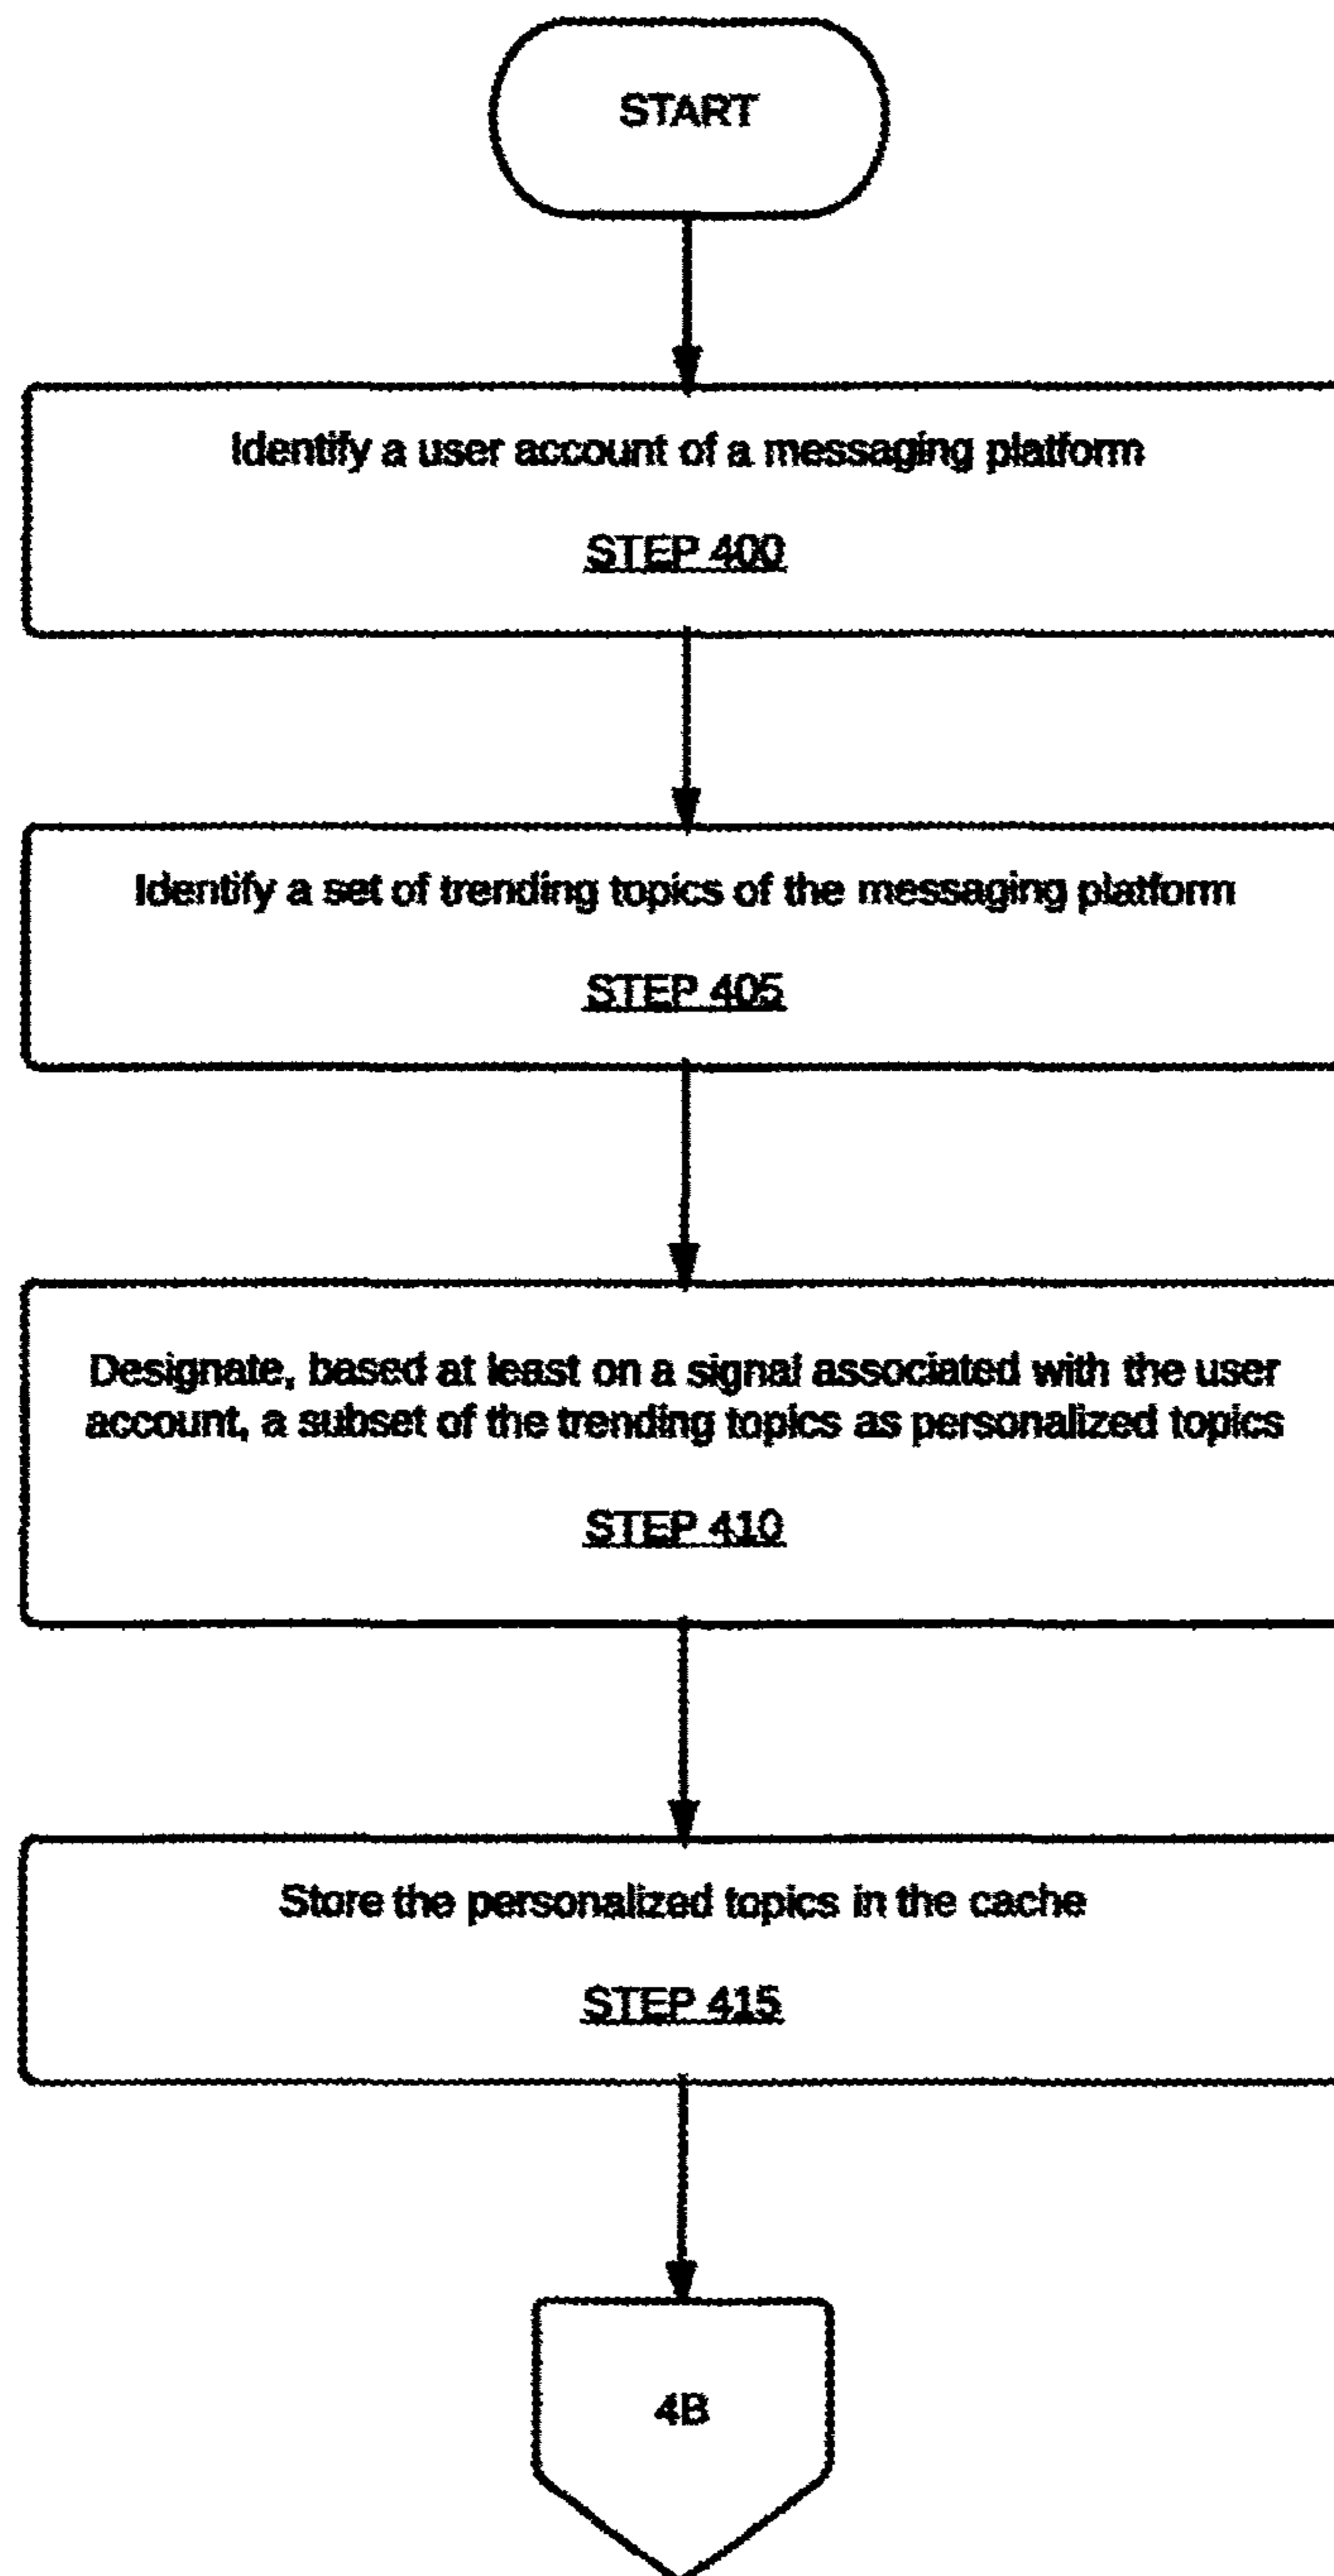 START
Identify a user account of a messaging platform
STEP 400
Identify a set of trending topics of the messaging platform
STEP 405
Designate, based at least on a signal associated with the user
account, a subset of the trending topics as personalized topics
STEP 410
Store the personalized topics in the cache
STEP 415
4B